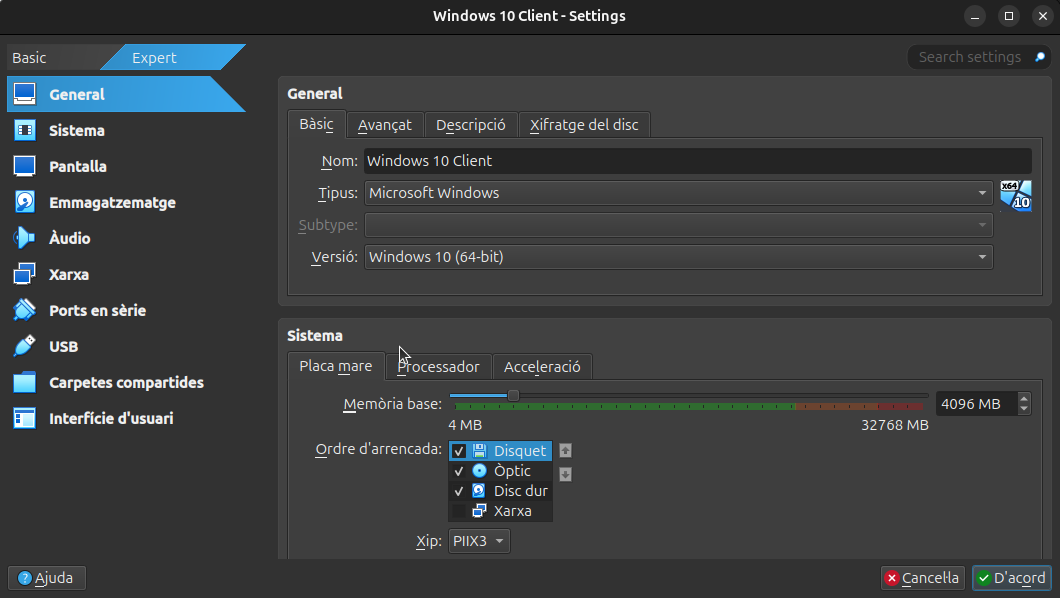 Windows 10 Client - Settings
Basic Expert Search settings
General
Sistema
Pantalla
Emmagatzematge
Àudio
Xarxa
Ports en sèrie
USB
Carpetes compartides
Interfície d'usuari
General
Bàsic Avançat Descripció Xifratge del disc
Nom: Windows 10 Client
Tipus: Microsoft Windows
X64
10
Subtype:
Versió: Windows 10 (64-bit)
Sistema
Placa mare Processador Acceleració
Memòria base: 4096 MB
4 MB 32768 MB
Ordre d'arrencada: Disquet
Òptic
Disc dur
Xarxa
Xip: PIIX3
Ajuda Cancel·la D'acord